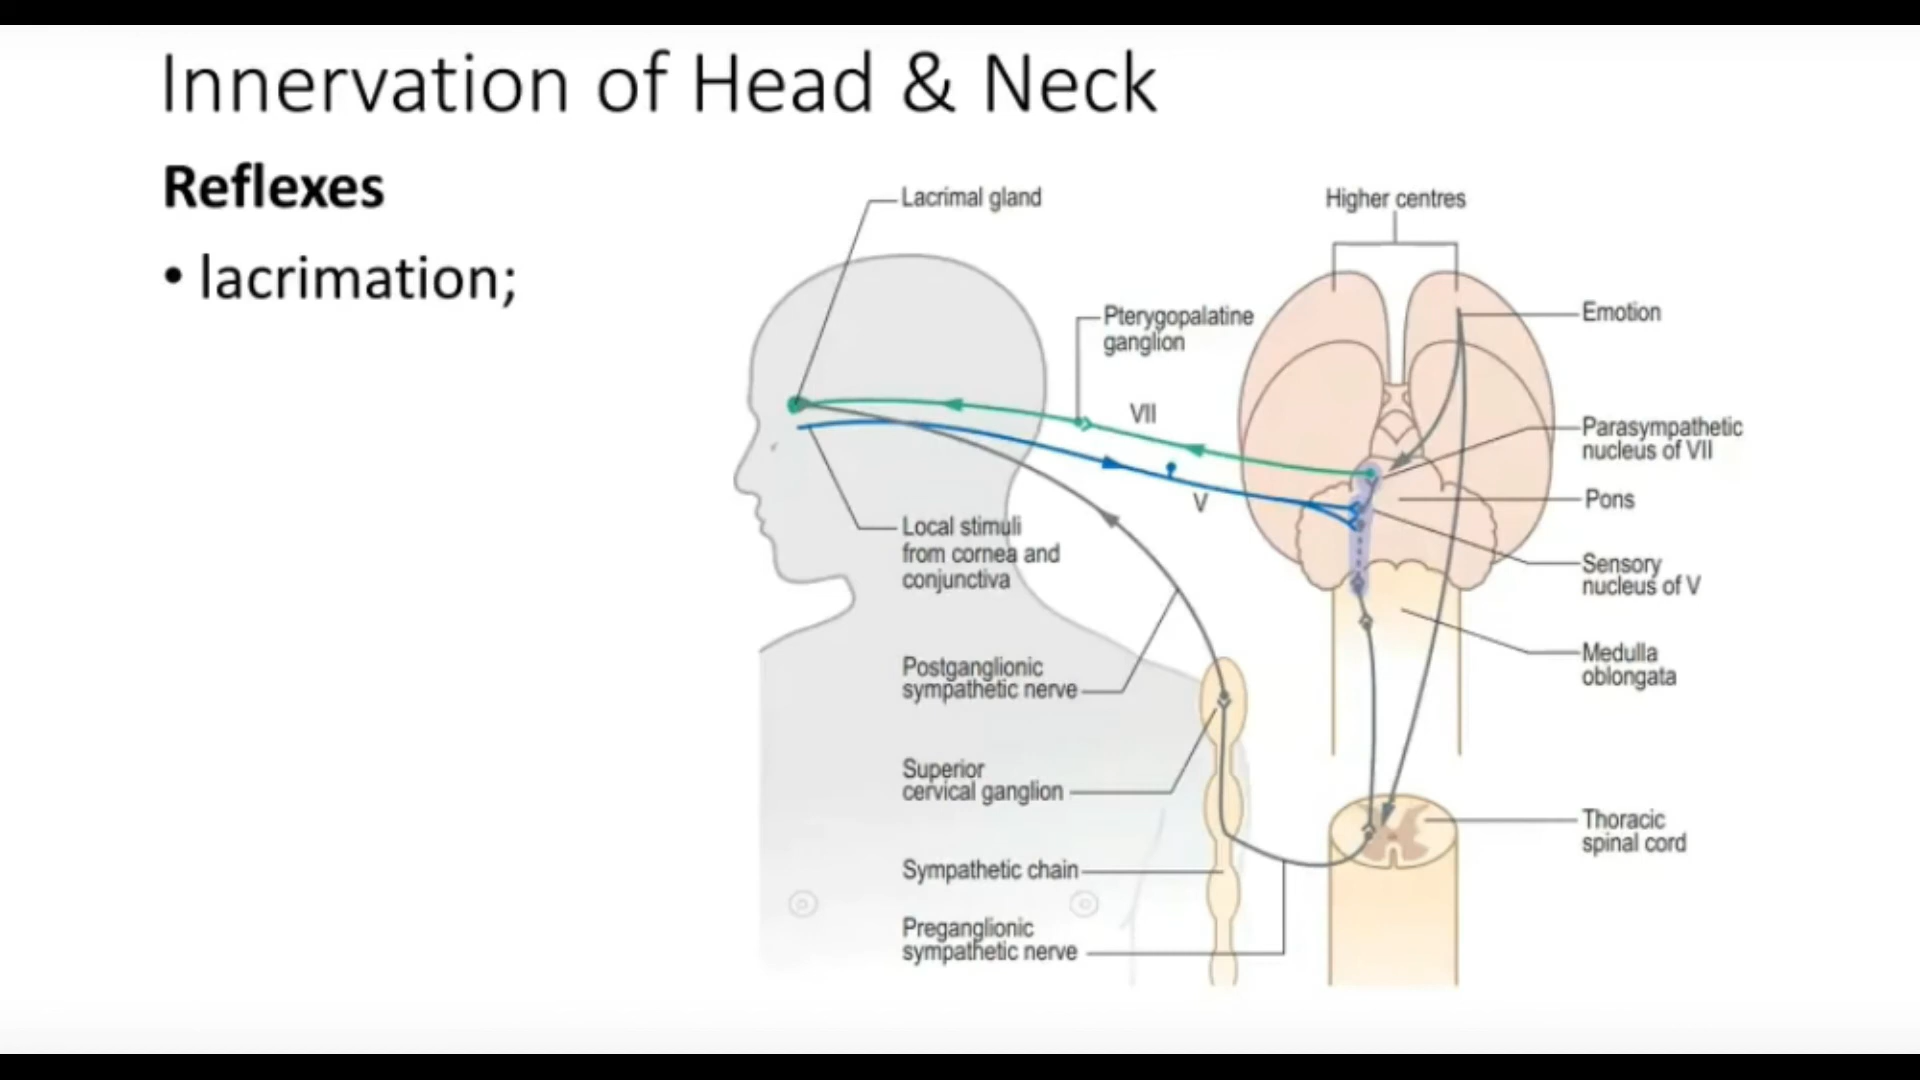 Innervation of Head & Neck
Reflexes
• lacrimation;
Lacrimal gland
Higher centres
Pterygopalatine
ganglion
Emotion
VII
Parasympathetic
nucleus of VII
V
Pons
Local stimuli
from cornea and
conjunctiva
Sensory
nucleus of V
Postganglionic
sympathetic nerve
Medulla
oblongata
Superior
cervical ganglion
Thoracic
spinal cord
Sympathetic chain
Preganglionic
sympathetic nerve